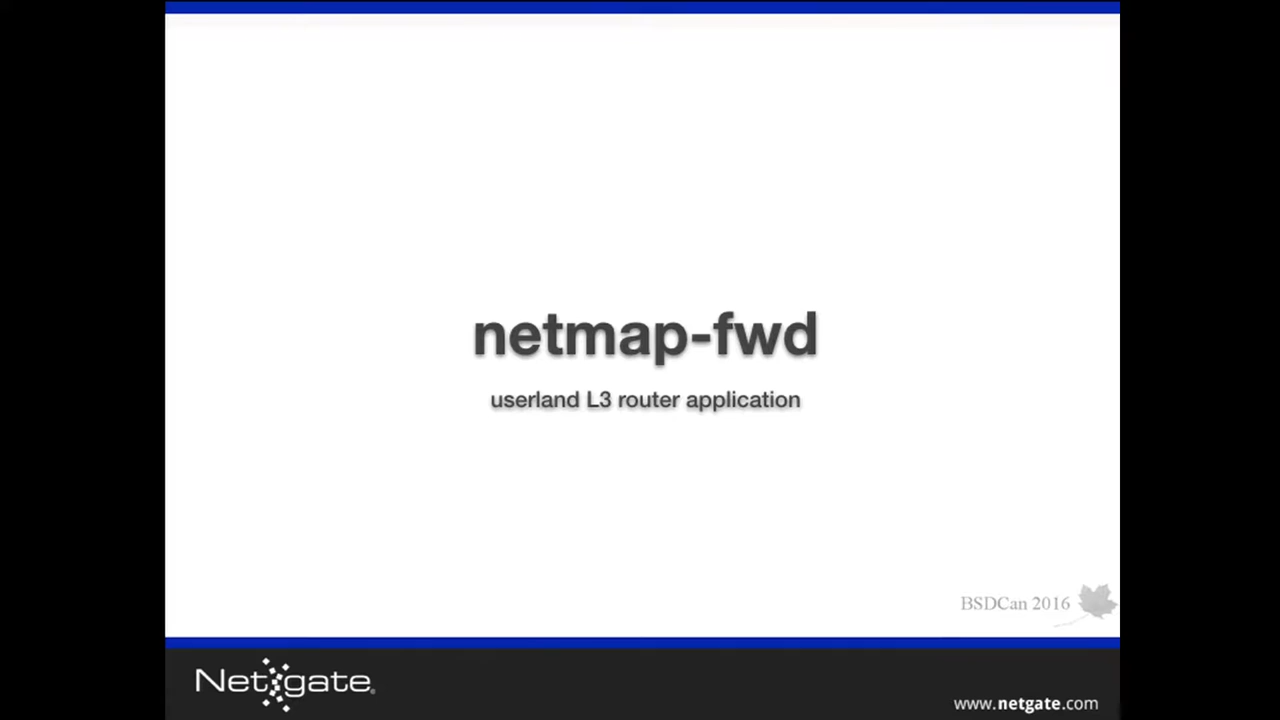 netmap-fwd
userland L3 router application
BSDCan 2016
Netgate®
www.netgate.com